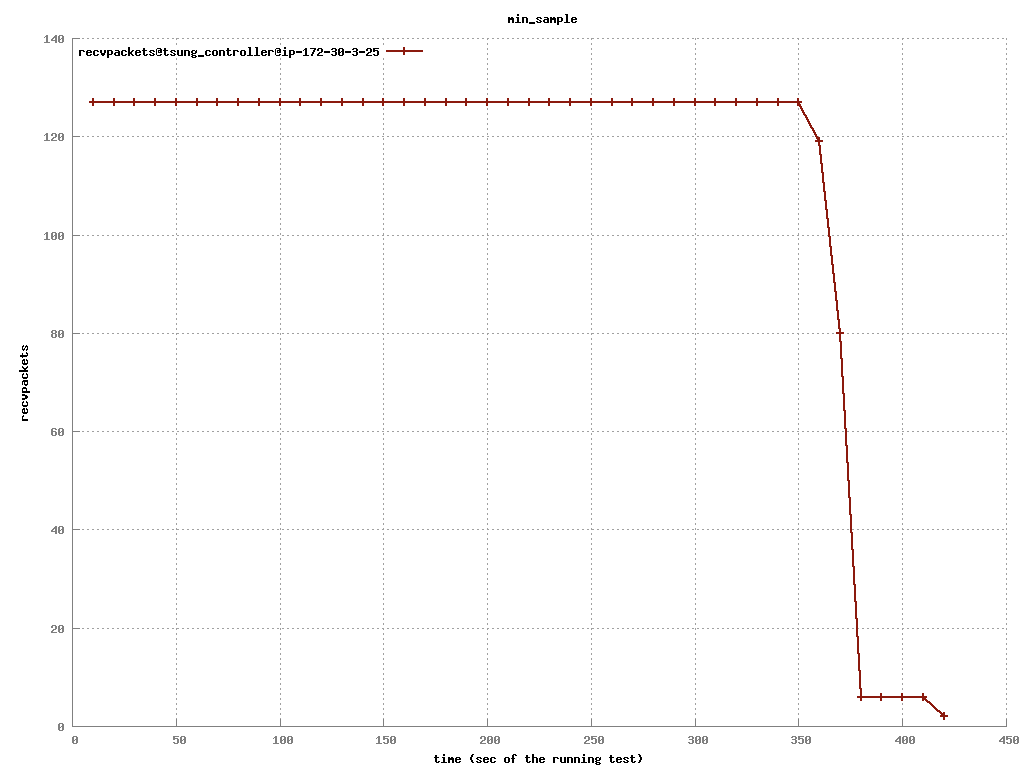 min_sample
recvpackets@tsung_controller@ip-172-30-3-25
140
120
100
80
60
40
20
0
recvpackets
0 50 100 150 200 250 300 350 400 450
time (sec of the running test)